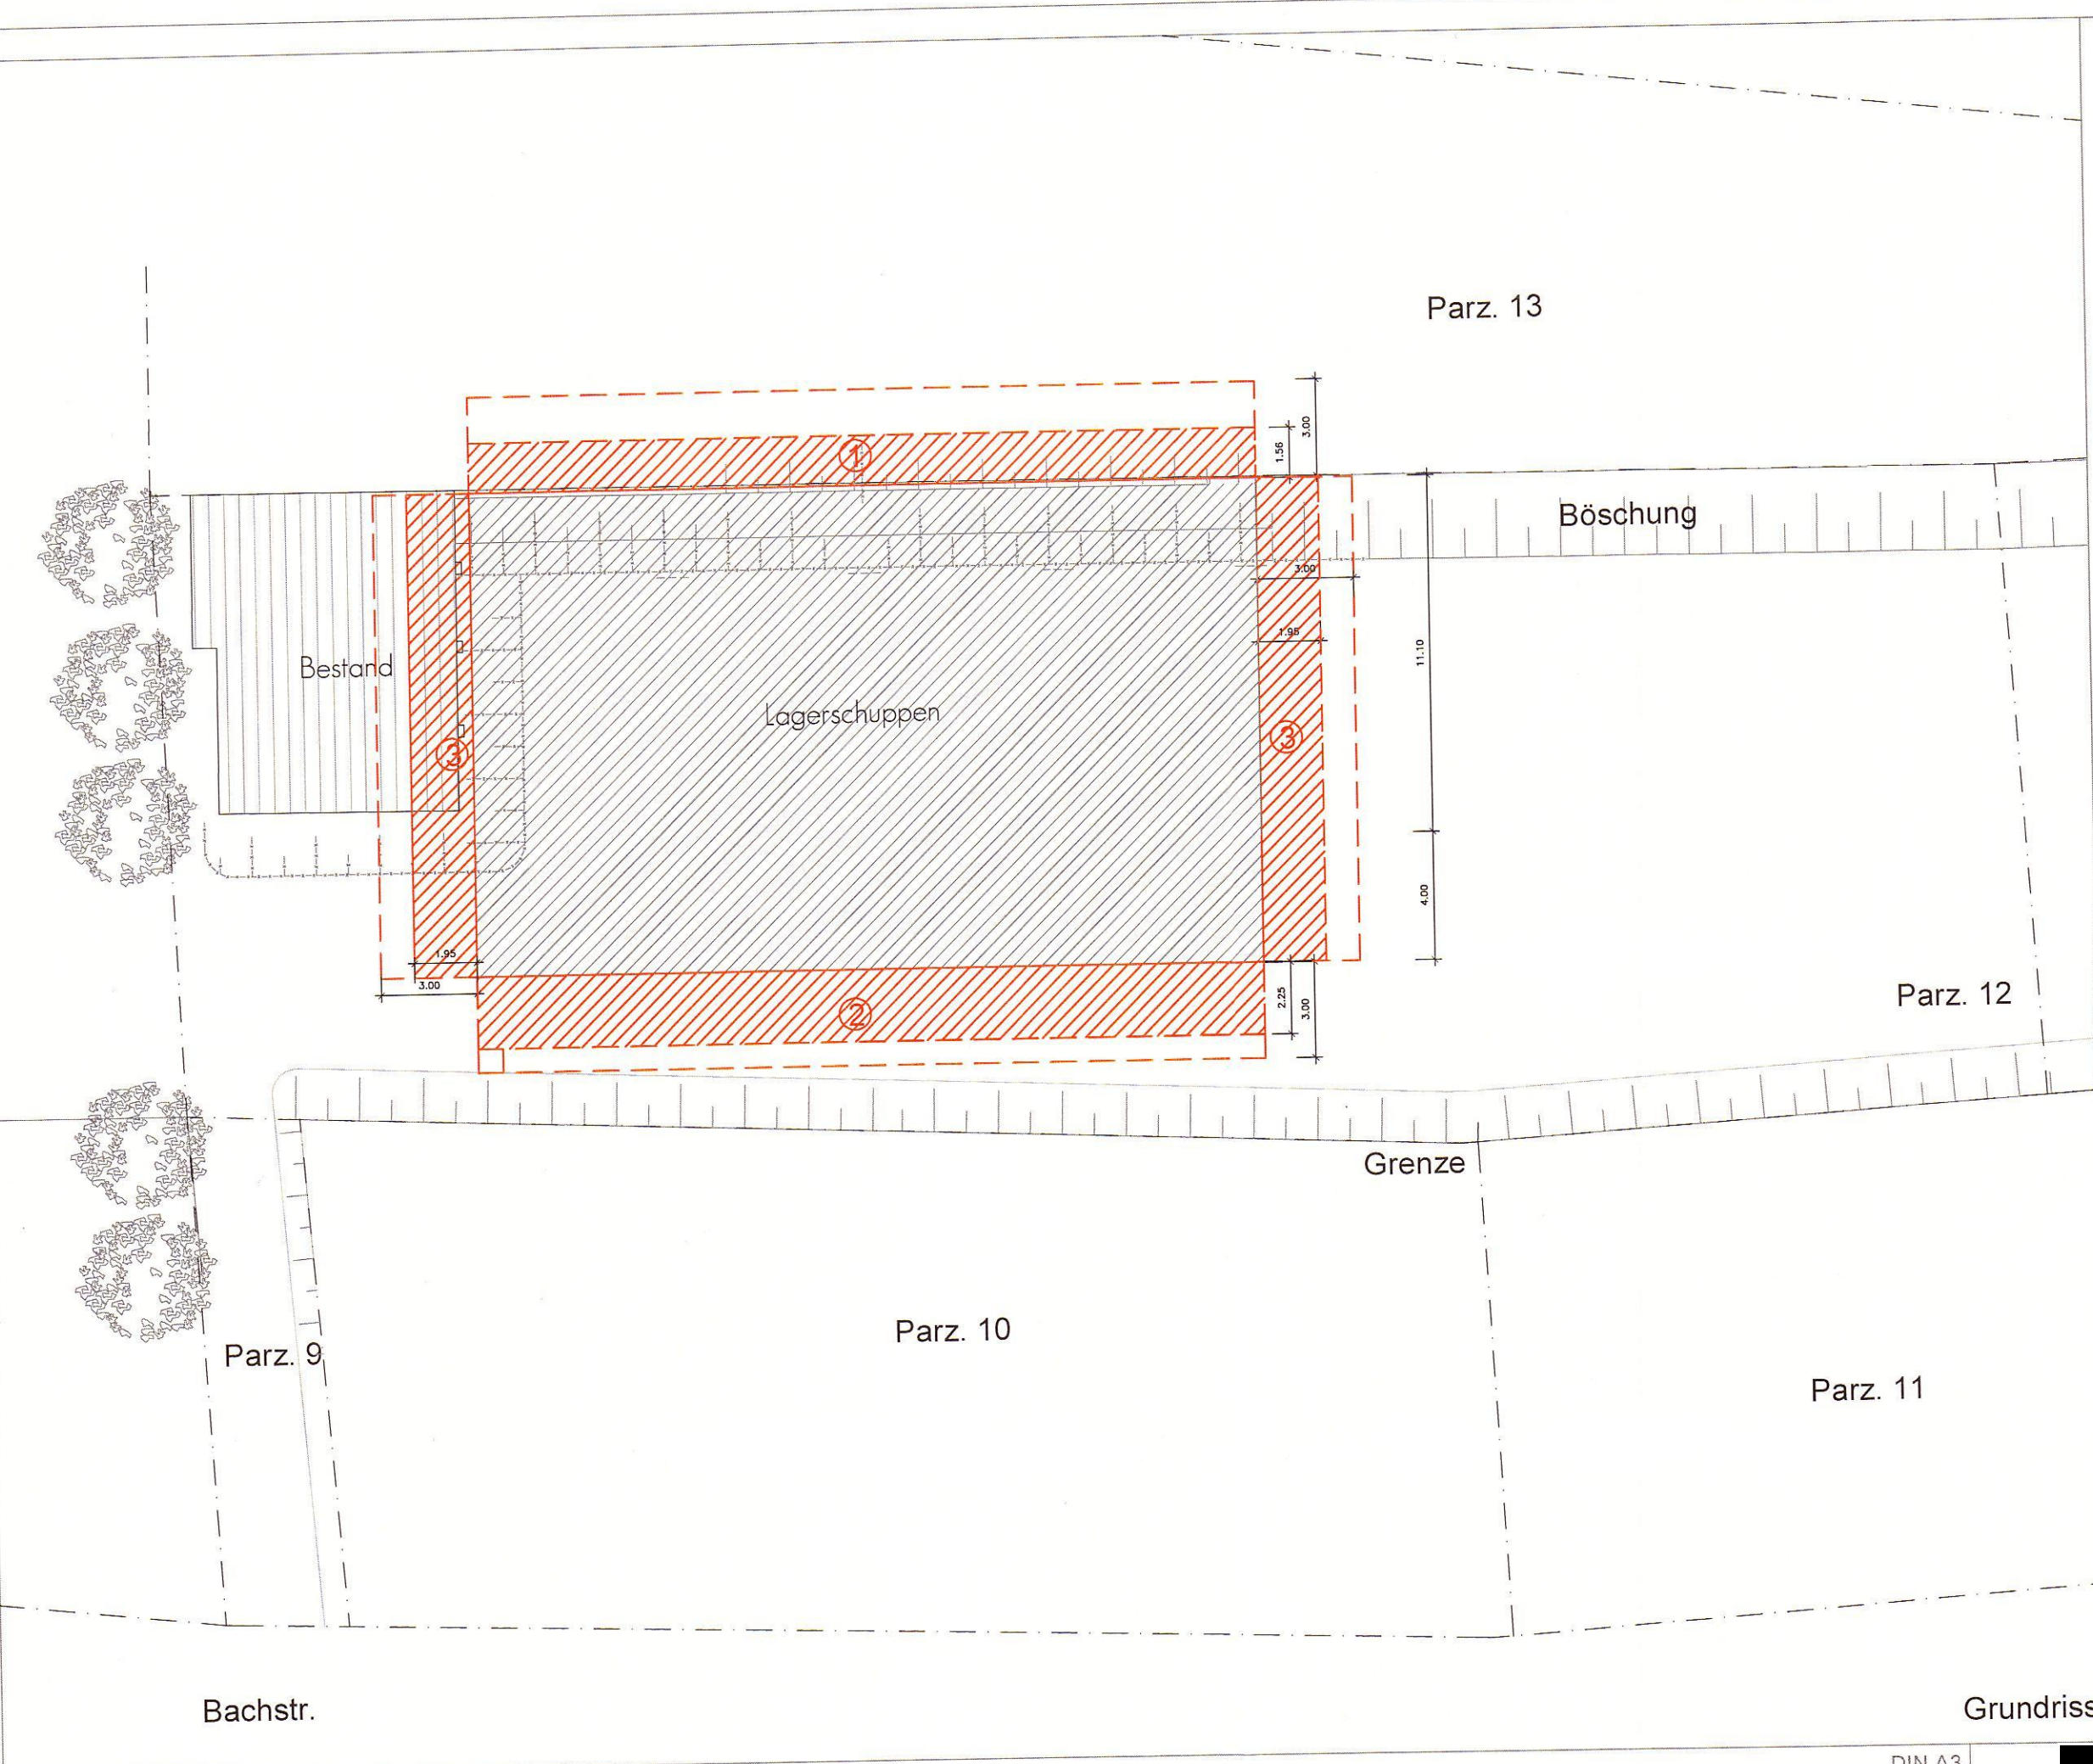 Parz. 13
3.00
1.56
①
Böschung
3.00
1.95
11.10
Bestand
Lagerschuppen
③
③
4.00
1.95
3.00
2.25
3.00
②
Parz. 12
Grenze
Parz. 10
Parz. 9
Parz. 11
Bachstr.
Grundriss
DIN A3